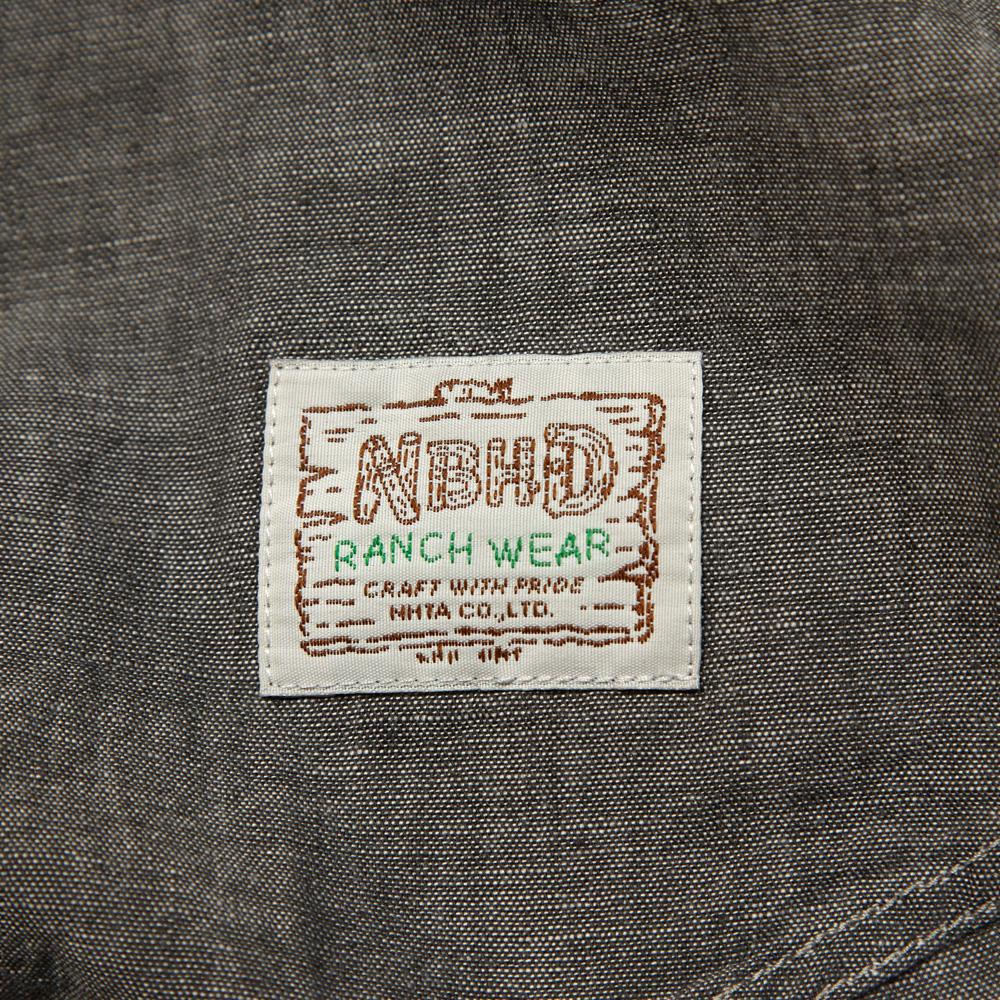 NBHD
RANCH WEAR
CRAFT WITH PRIDE
NHTA CO.,LTD.